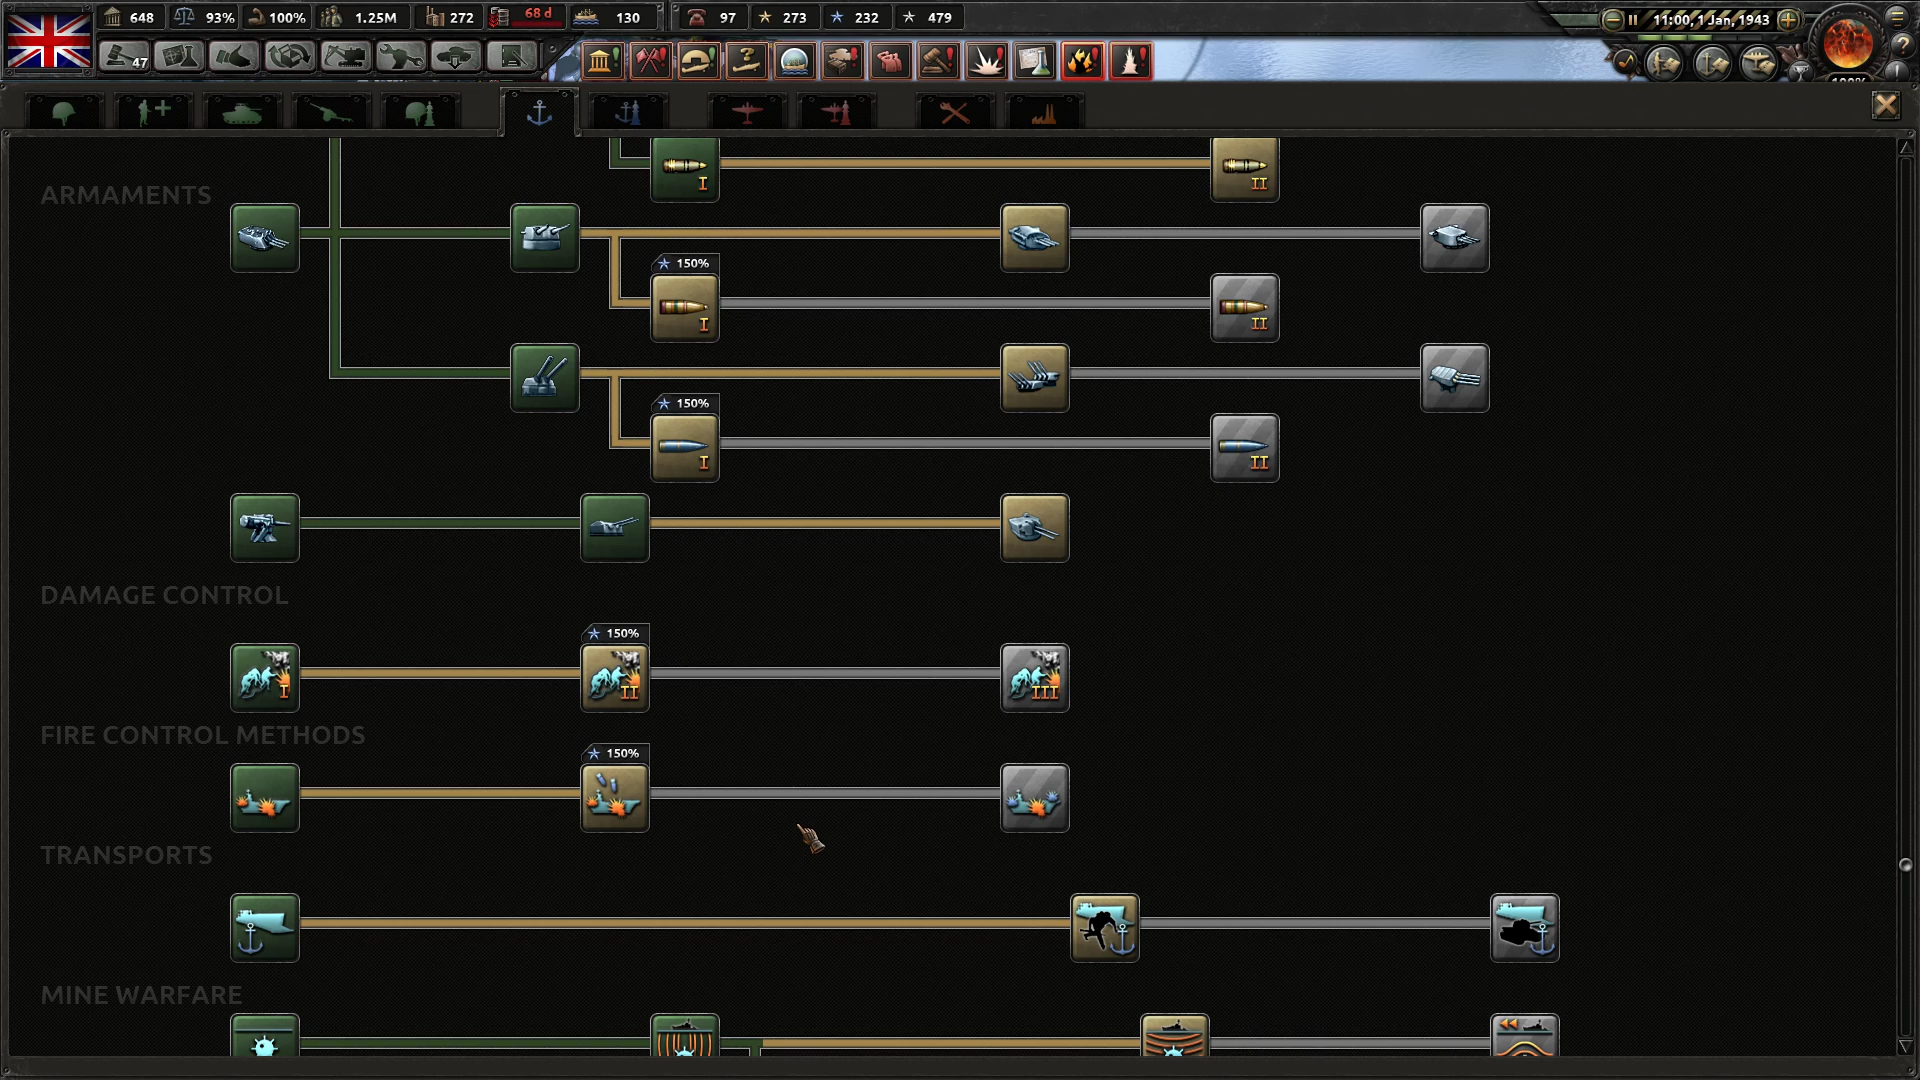 648 93% 100% 1.25M 272 68 d 130 97 273 232 479 11:00, 1 Jan, 1943
47
I II
ARMAMENTS
150%
I II
150%
I II
DAMAGE CONTROL
150%
I II III
FIRE CONTROL METHODS
150%
TRANSPORTS
MINE WARFARE